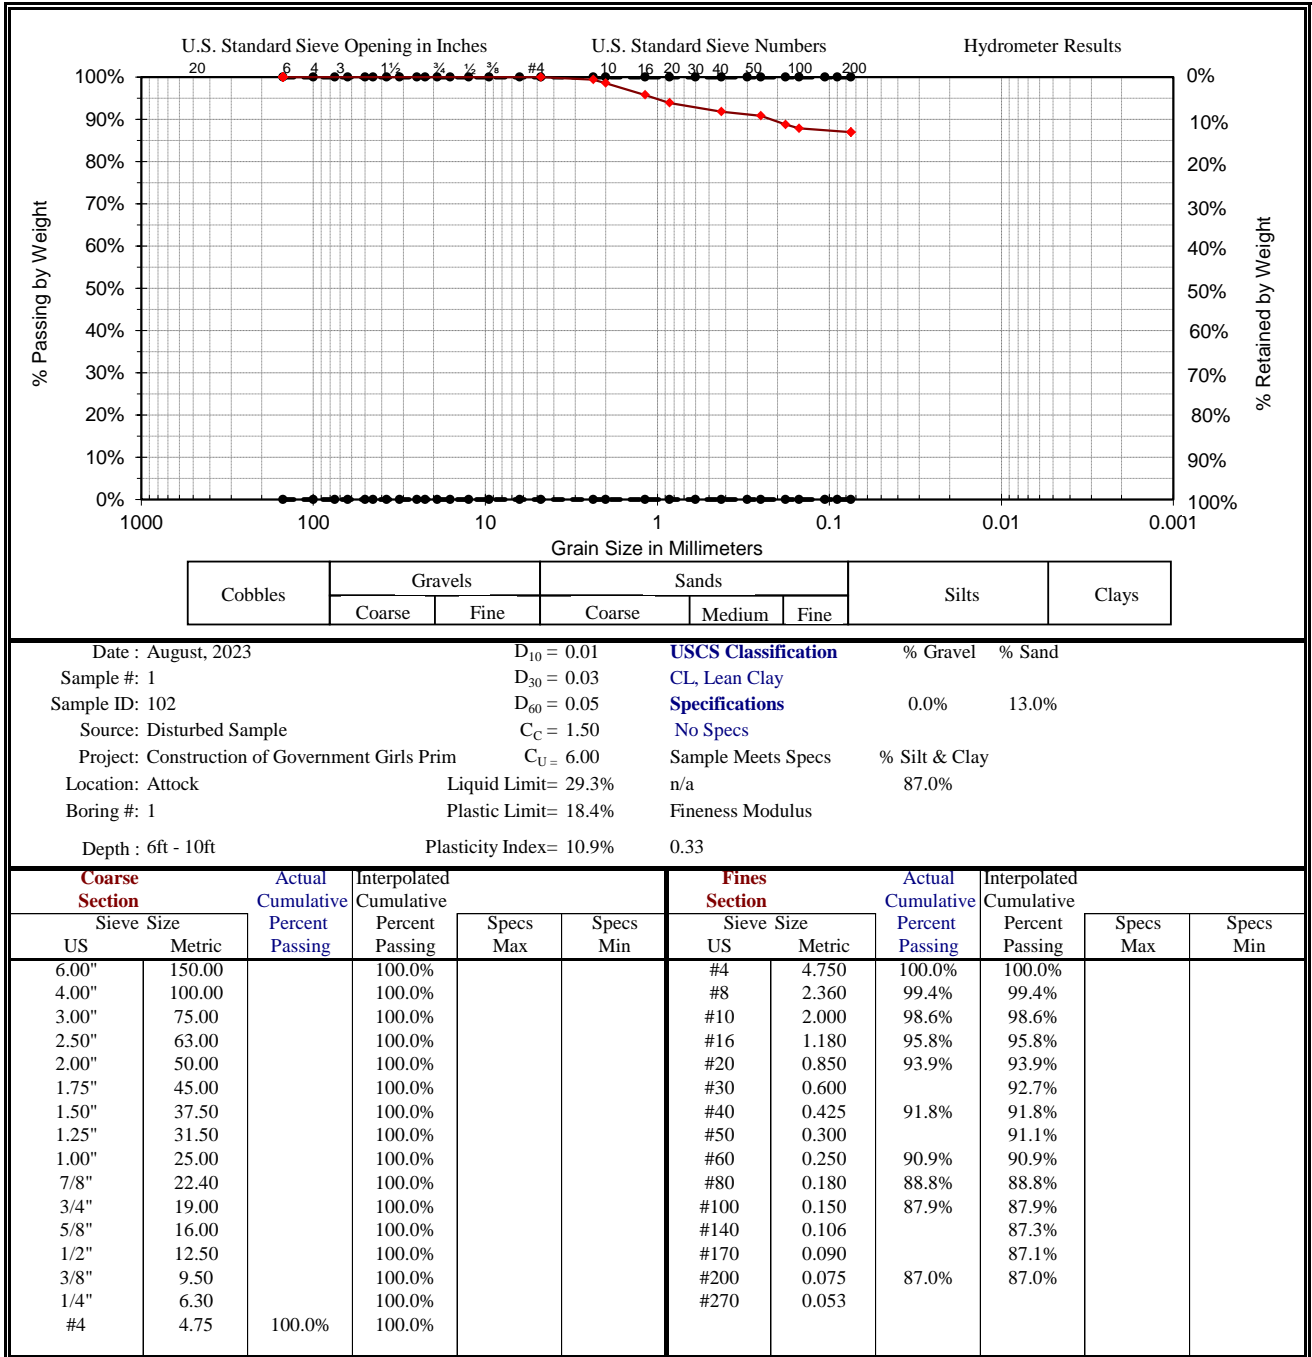 U.S. Standard Sieve Opening in Inches U.S. Standard Sieve Numbers Hydrometer Results
20 6 4 3 1½ ¾ ½ ⅜ #4 10 16 20 30 40 50 100 200
100% 0%
90% 10%
80% 20%
70% 30%
60% 40%
50% 50%
40% 60%
30% 70%
20% 80%
10% 90%
0% 100%
% Passing by Weight
% Retained by Weight
1000 100 10 1 0.1 0.01 0.001
Grain Size in Millimeters
Cobbles Gravels Sands Silts Clays
Coarse Fine Coarse Medium Fine
Date : August, 2023 D10 = 0.01 USCS Classification % Gravel % Sand
Sample #: 1 D30 = 0.03 CL, Lean Clay
Sample ID: 102 D60 = 0.05 Specifications 0.0% 13.0%
Source: Disturbed Sample CC = 1.50 No Specs
Project: Construction of Government Girls Prim CU = 6.00 Sample Meets Specs % Silt & Clay
Location: Attock Liquid Limit= 29.3% n/a 87.0%
Boring #: 1 Plastic Limit= 18.4% Fineness Modulus
Depth : 6ft - 10ft Plasticity Index= 10.9% 0.33
Coarse Actual Interpolated Fines Actual Interpolated
Section Cumulative Cumulative Section Cumulative Cumulative
Sieve Size Percent Percent Specs Specs Sieve Size Percent Percent Specs Specs
US Metric Passing Passing Max Min US Metric Passing Passing Max Min
6.00" 150.00 100.0% #4 4.750 100.0% 100.0%
4.00" 100.00 100.0% #8 2.360 99.4% 99.4%
3.00" 75.00 100.0% #10 2.000 98.6% 98.6%
2.50" 63.00 100.0% #16 1.180 95.8% 95.8%
2.00" 50.00 100.0% #20 0.850 93.9% 93.9%
1.75" 45.00 100.0% #30 0.600 92.7%
1.50" 37.50 100.0% #40 0.425 91.8% 91.8%
1.25" 31.50 100.0% #50 0.300 91.1%
1.00" 25.00 100.0% #60 0.250 90.9% 90.9%
7/8" 22.40 100.0% #80 0.180 88.8% 88.8%
3/4" 19.00 100.0% #100 0.150 87.9% 87.9%
5/8" 16.00 100.0% #140 0.106 87.3%
1/2" 12.50 100.0% #170 0.090 87.1%
3/8" 9.50 100.0% #200 0.075 87.0% 87.0%
1/4" 6.30 100.0% #270 0.053
#4 4.75 100.0% 100.0%